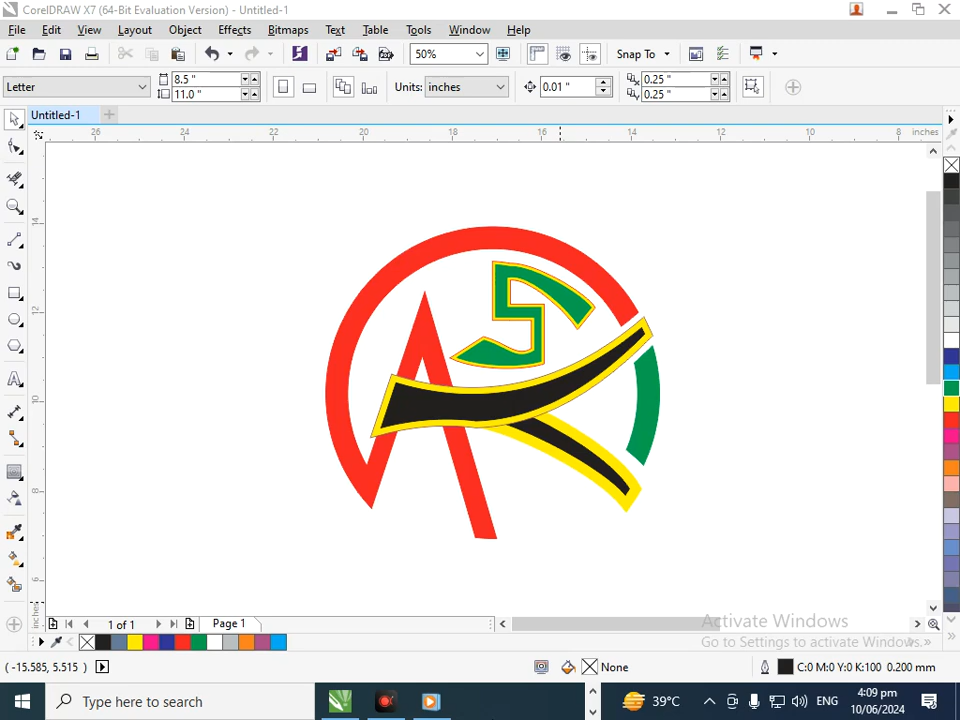 CorelDRAW X7 (64-Bit Evaluation Version) - Untitled-1
File Edit View Layout Object Effects Bitmaps Text Table Tools Window Help
50% Snap To
Letter 8.5 " 11.0 " Units: inches 0.01 " 0.25 " 0.25 "
Untitled-1
26 24 22 20 18 16 14 12 10 8 inches
14
12
10
8
6
inches
A S
1 of 1 Page 1
Activate Windows
Go to Settings to activate Windows.
( -15.585, 5.515 ) None C:0 M:0 Y:0 K:100 0.200 mm
Type here to search 39°C ENG 4:09 pm
10/06/2024